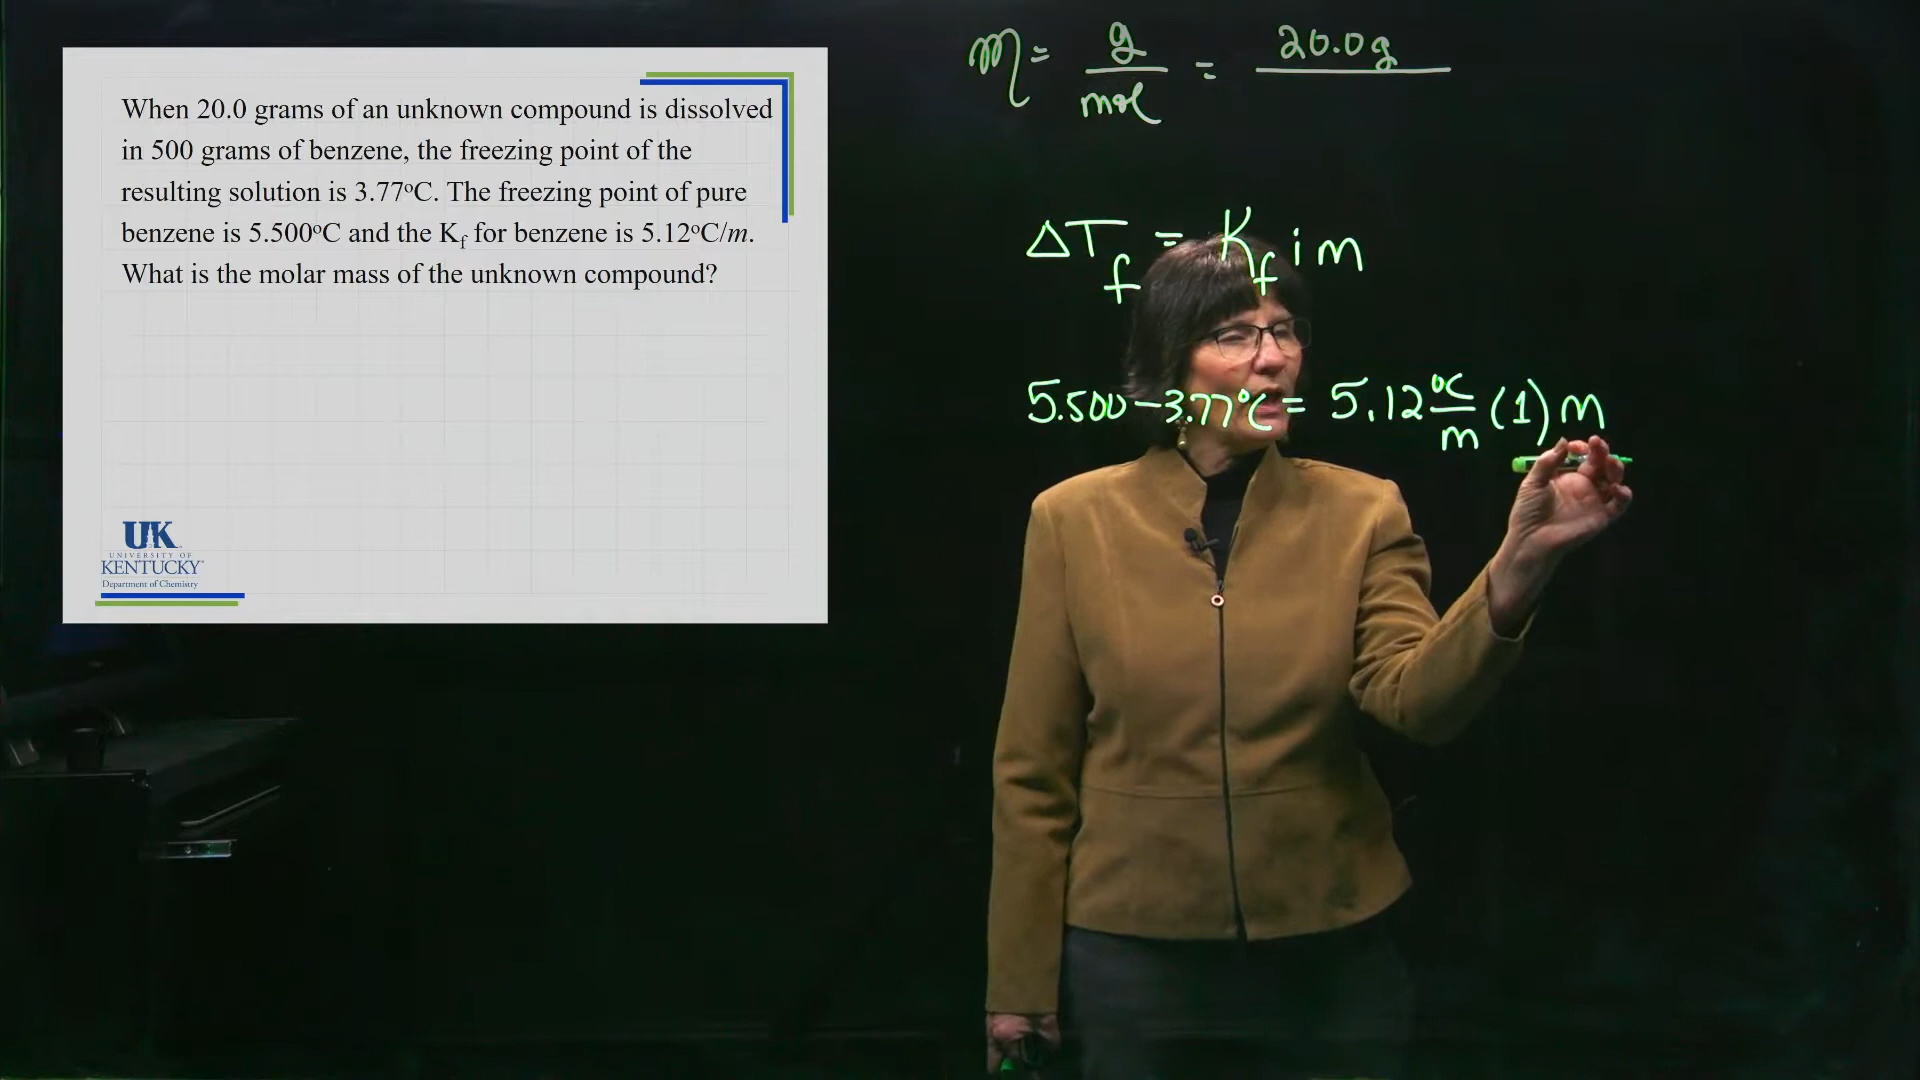 When 20.0 grams of an unknown compound is dissolved
in 500 grams of benzene, the freezing point of the
resulting solution is 3.77ºC. The freezing point of pure
benzene is 5.500ºC and the Kf for benzene is 5.12ºC/m.
What is the molar mass of the unknown compound?
UK
UNIVERSITY OF
KENTUCKY
Department of Chemistry
m = g/mol = 20.0g
ΔTf = Kf i m
5.500 - 3.77°C = 5.12 °C/m (1) m